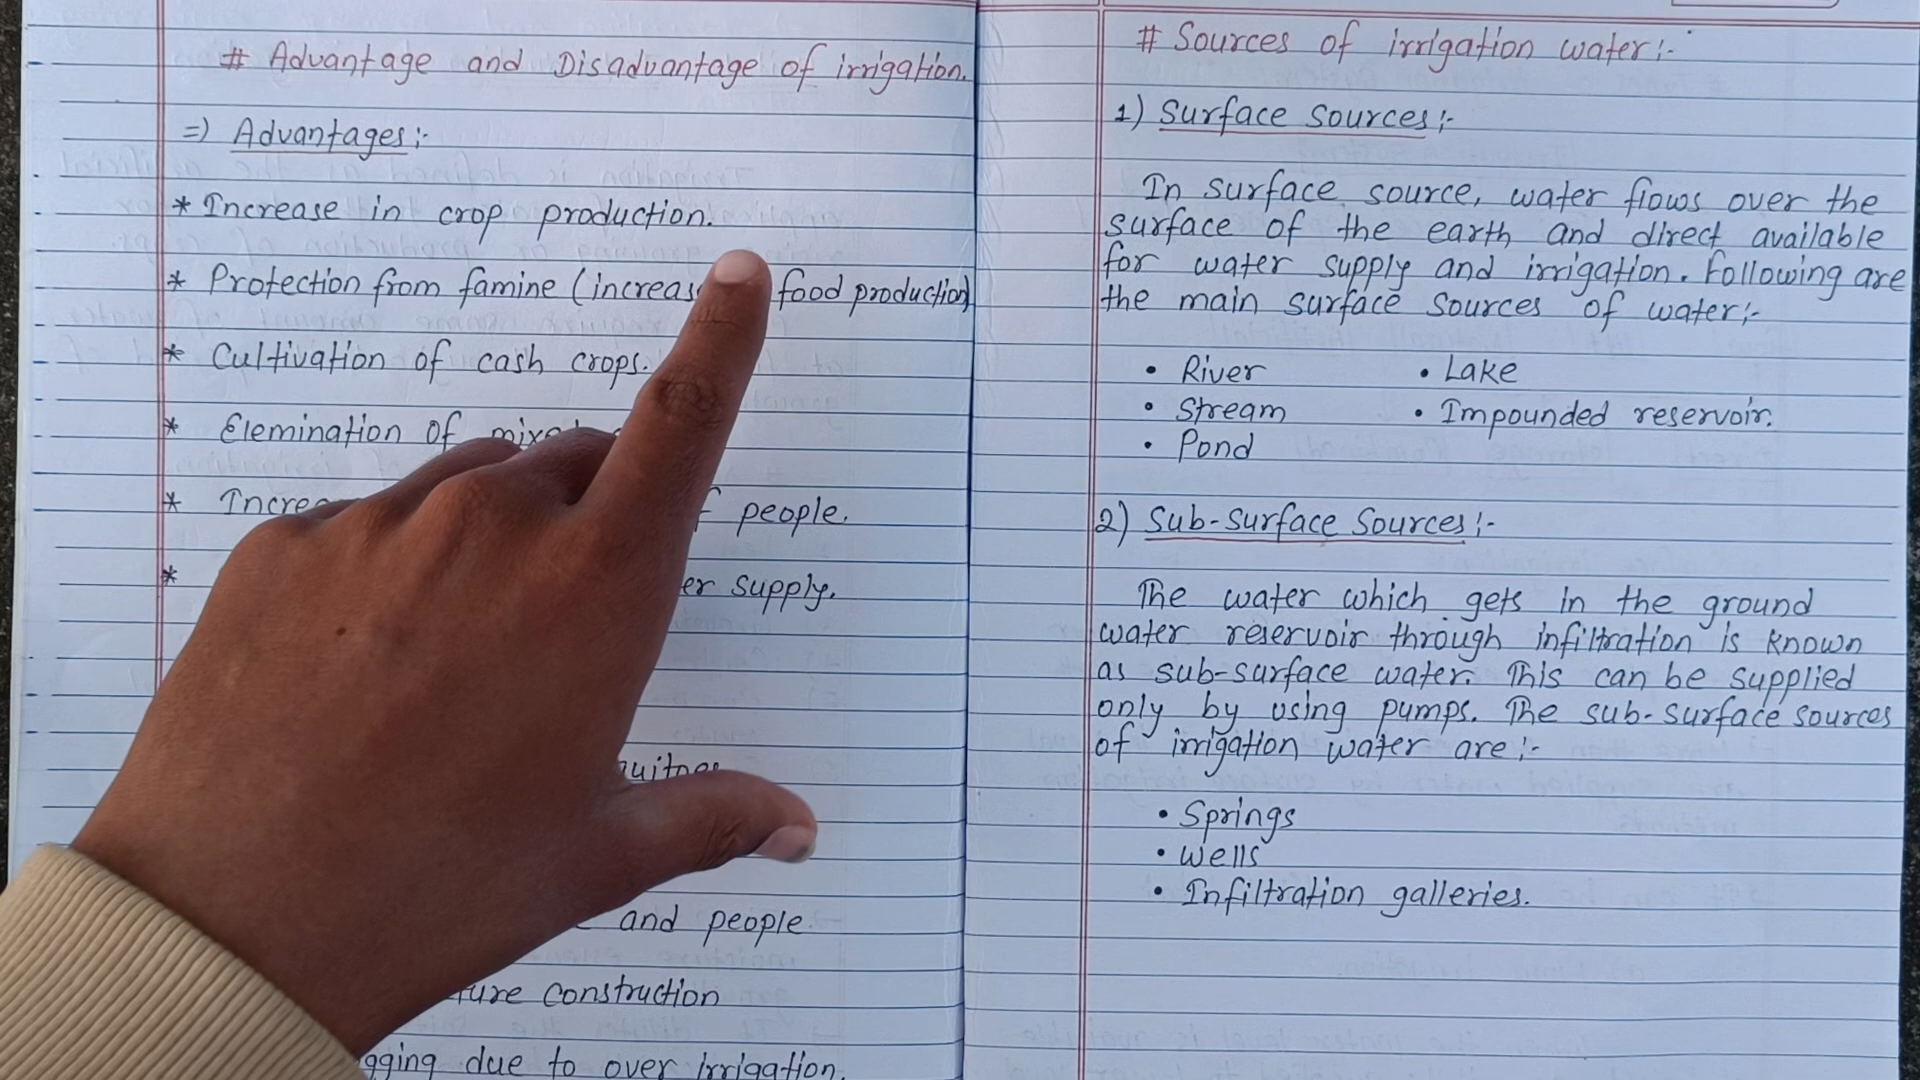 # Advantage and Disadvantage of irrigation.
=) Advantages:-
* Increase in crop production.
* Protection from famine (increas food production)
* Cultivation of cash crops.
* Elemination of
* people.
* supply.
and people
construction
due to over irrigation.
# Sources of irrigation water:-
1) Surface Sources:-
In surface source, water flows over the
surface of the earth and direct available
for water supply and irrigation. Following are
the main surface sources of water:-
• River • Lake
• Stream • Impounded reservoir.
• Pond
2) Sub-surface Sources:-
The water which gets in the ground
water reservoir through infiltration is known
as sub-surface water. This can be supplied
only by using pumps. The sub-surface sources
of irrigation water are:-
• Springs
• Wells
• Infiltration galleries.